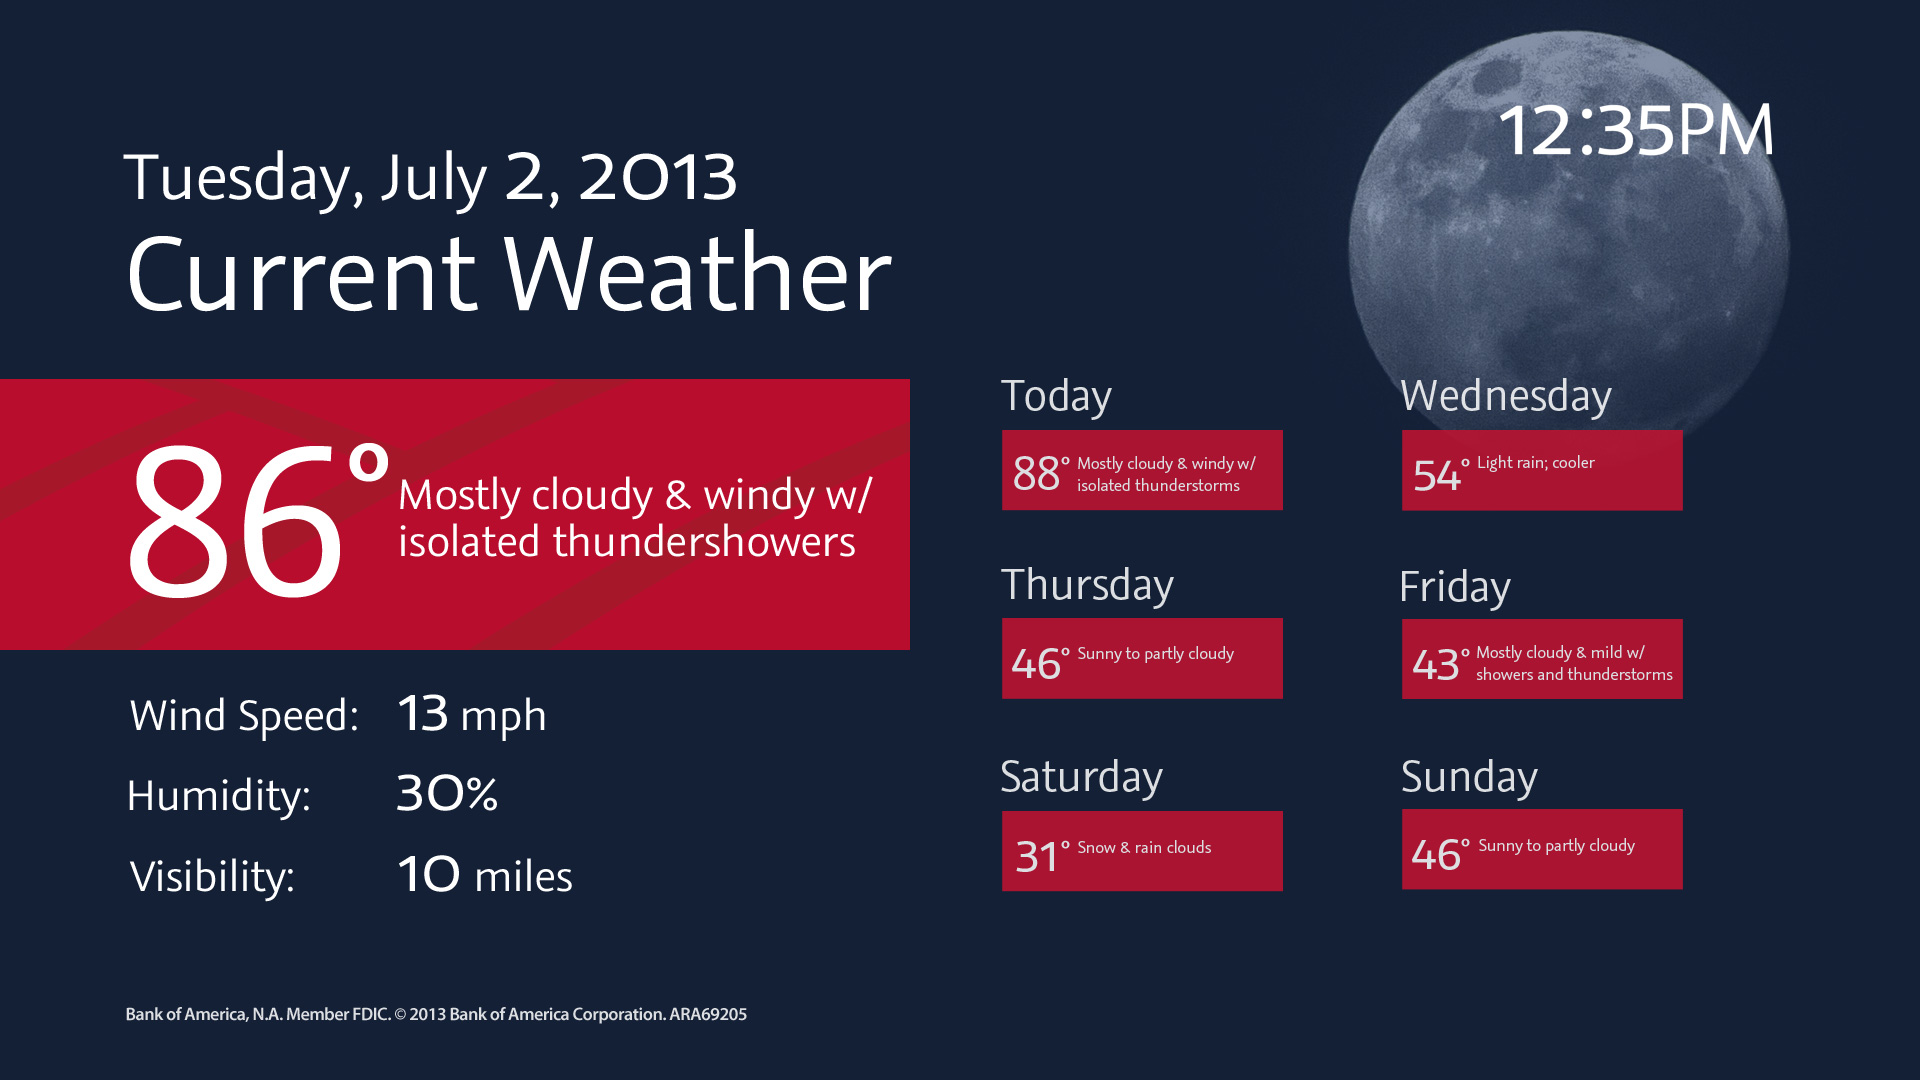 12:35PM
Tuesday, July 2, 2013
Current Weather
86° Mostly cloudy & windy w/
isolated thundershowers
Wind Speed: 13 mph
Humidity: 30%
Visibility: 10 miles
Today
88° Mostly cloudy & windy w/
isolated thunderstorms
Wednesday
54° Light rain; cooler
Thursday
46° Sunny to partly cloudy
Friday
43° Mostly cloudy & mild w/
showers and thunderstorms
Saturday
31° Snow & rain clouds
Sunday
46° Sunny to partly cloudy
Bank of America, N.A. Member FDIC. © 2013 Bank of America Corporation. ARA69205